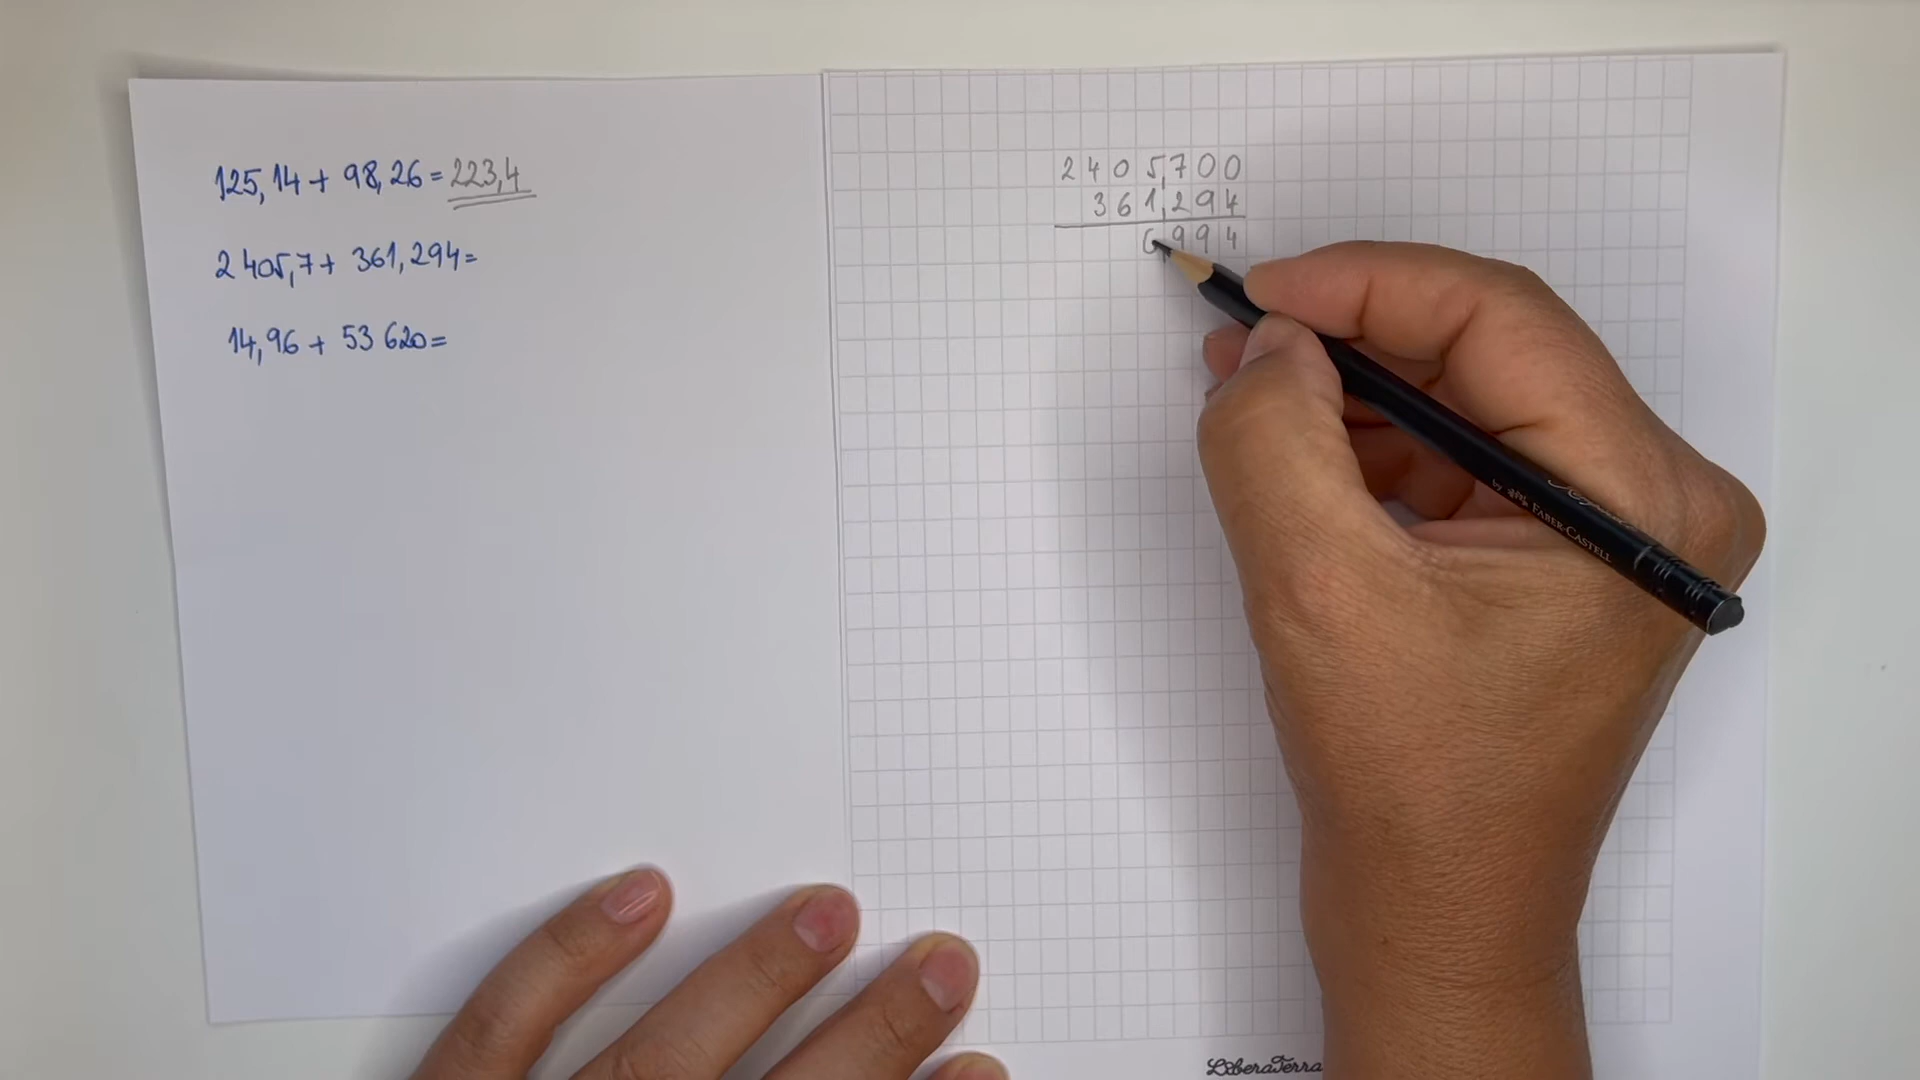 125,14 + 98,26 = 223,4
2 405,7 + 361,294 =
14,96 + 53 620 =
2 4 0 5,7 0 0
3 6 1,2 9 4
6 9 9 4
by FABER-CASTELL
LiberaTerra